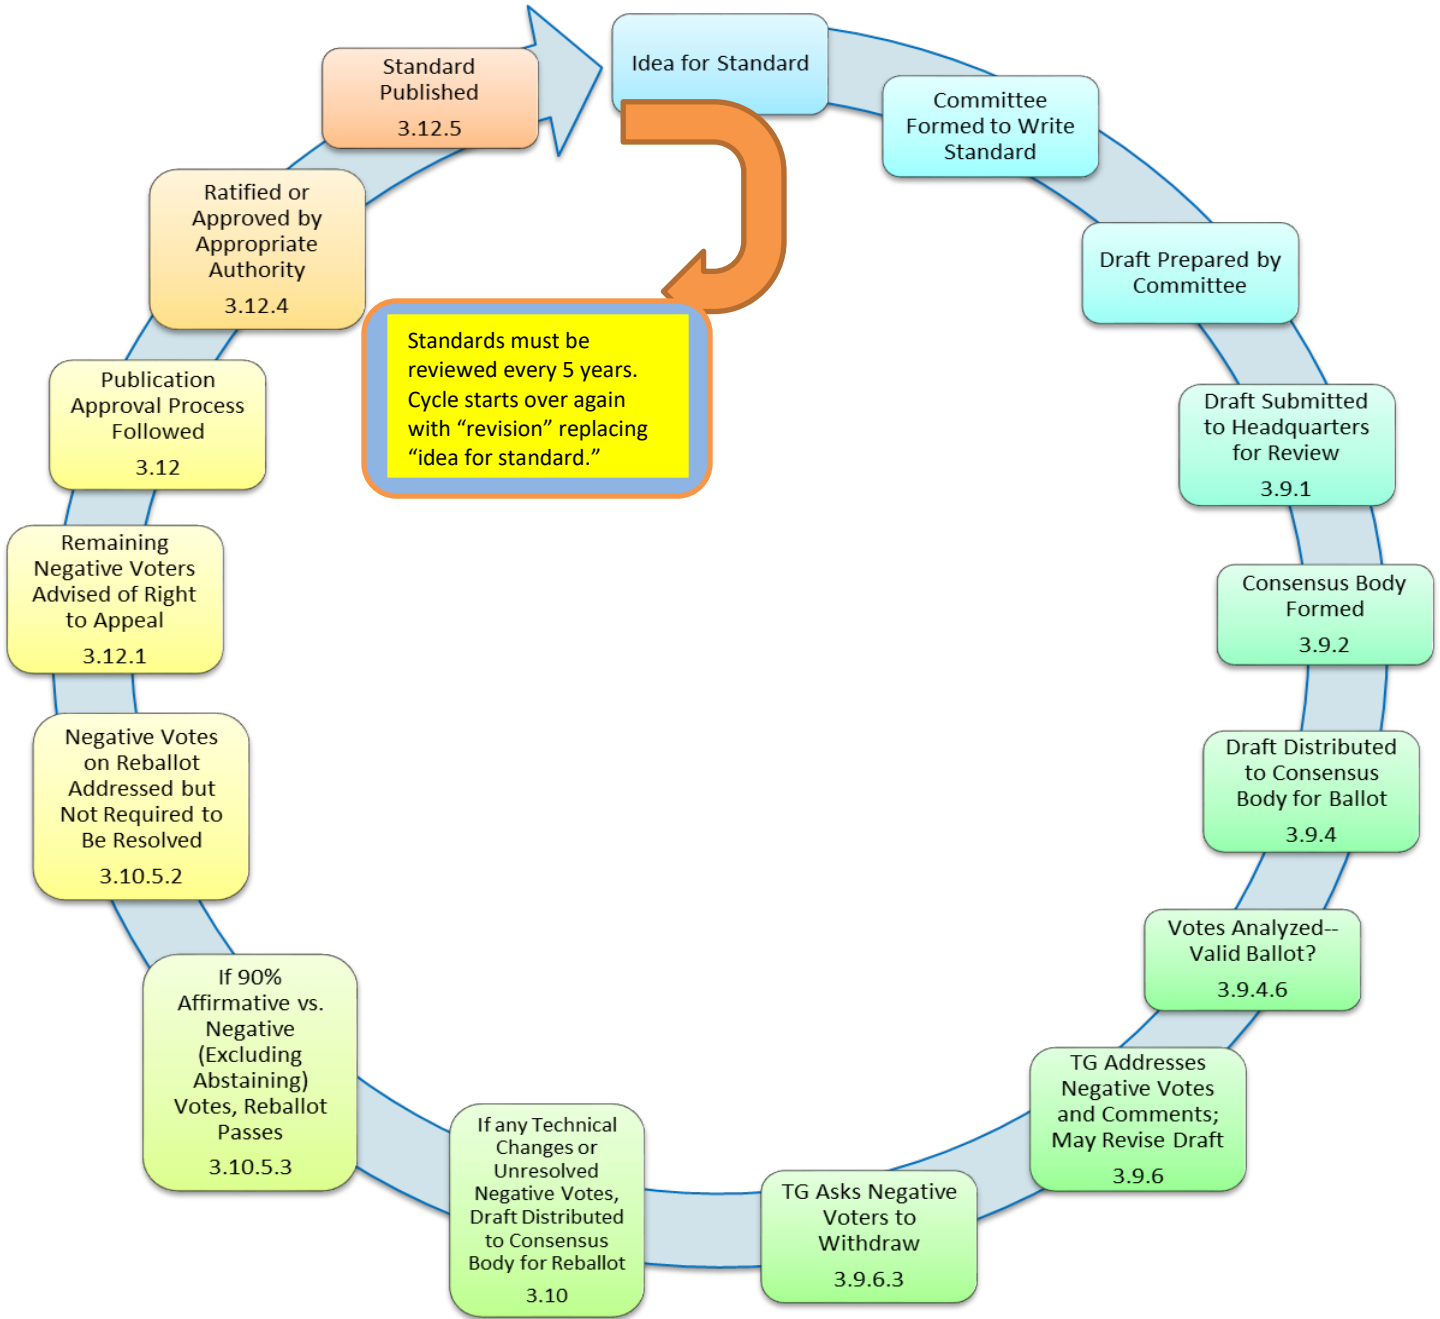 Idea for Standard
Committee
Formed to Write
Standard
Draft Prepared by
Committee
Draft Submitted
to Headquarters
for Review
3.9.1
Consensus Body
Formed
3.9.2
Draft Distributed
to Consensus
Body for Ballot
3.9.4
Votes Analyzed--
Valid Ballot?
3.9.4.6
TG Addresses
Negative Votes
and Comments;
May Revise Draft
3.9.6
TG Asks Negative
Voters to
Withdraw
3.9.6.3
If any Technical
Changes or
Unresolved
Negative Votes,
Draft Distributed
to Consensus
Body for Reballot
3.10
If 90%
Affirmative vs.
Negative
(Excluding
Abstaining)
Votes, Reballot
Passes
3.10.5.3
Negative Votes
on Reballot
Addressed but
Not Required to
Be Resolved
3.10.5.2
Remaining
Negative Voters
Advised of Right
to Appeal
3.12.1
Publication
Approval Process
Followed
3.12
Ratified or
Approved by
Appropriate
Authority
3.12.4
Standard
Published
3.12.5
Standards must be
reviewed every 5 years.
Cycle starts over again
with “revision” replacing
“idea for standard.”